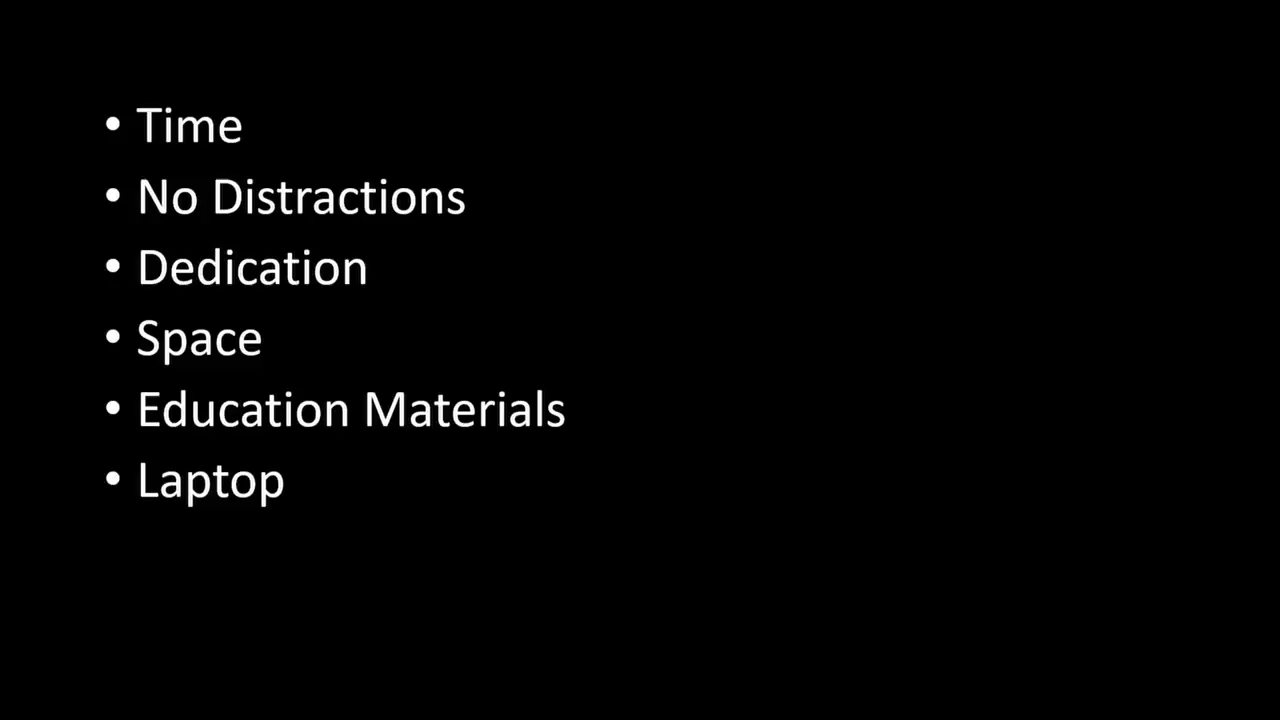 • Time
• No Distractions
• Dedication
• Space
• Education Materials
• Laptop